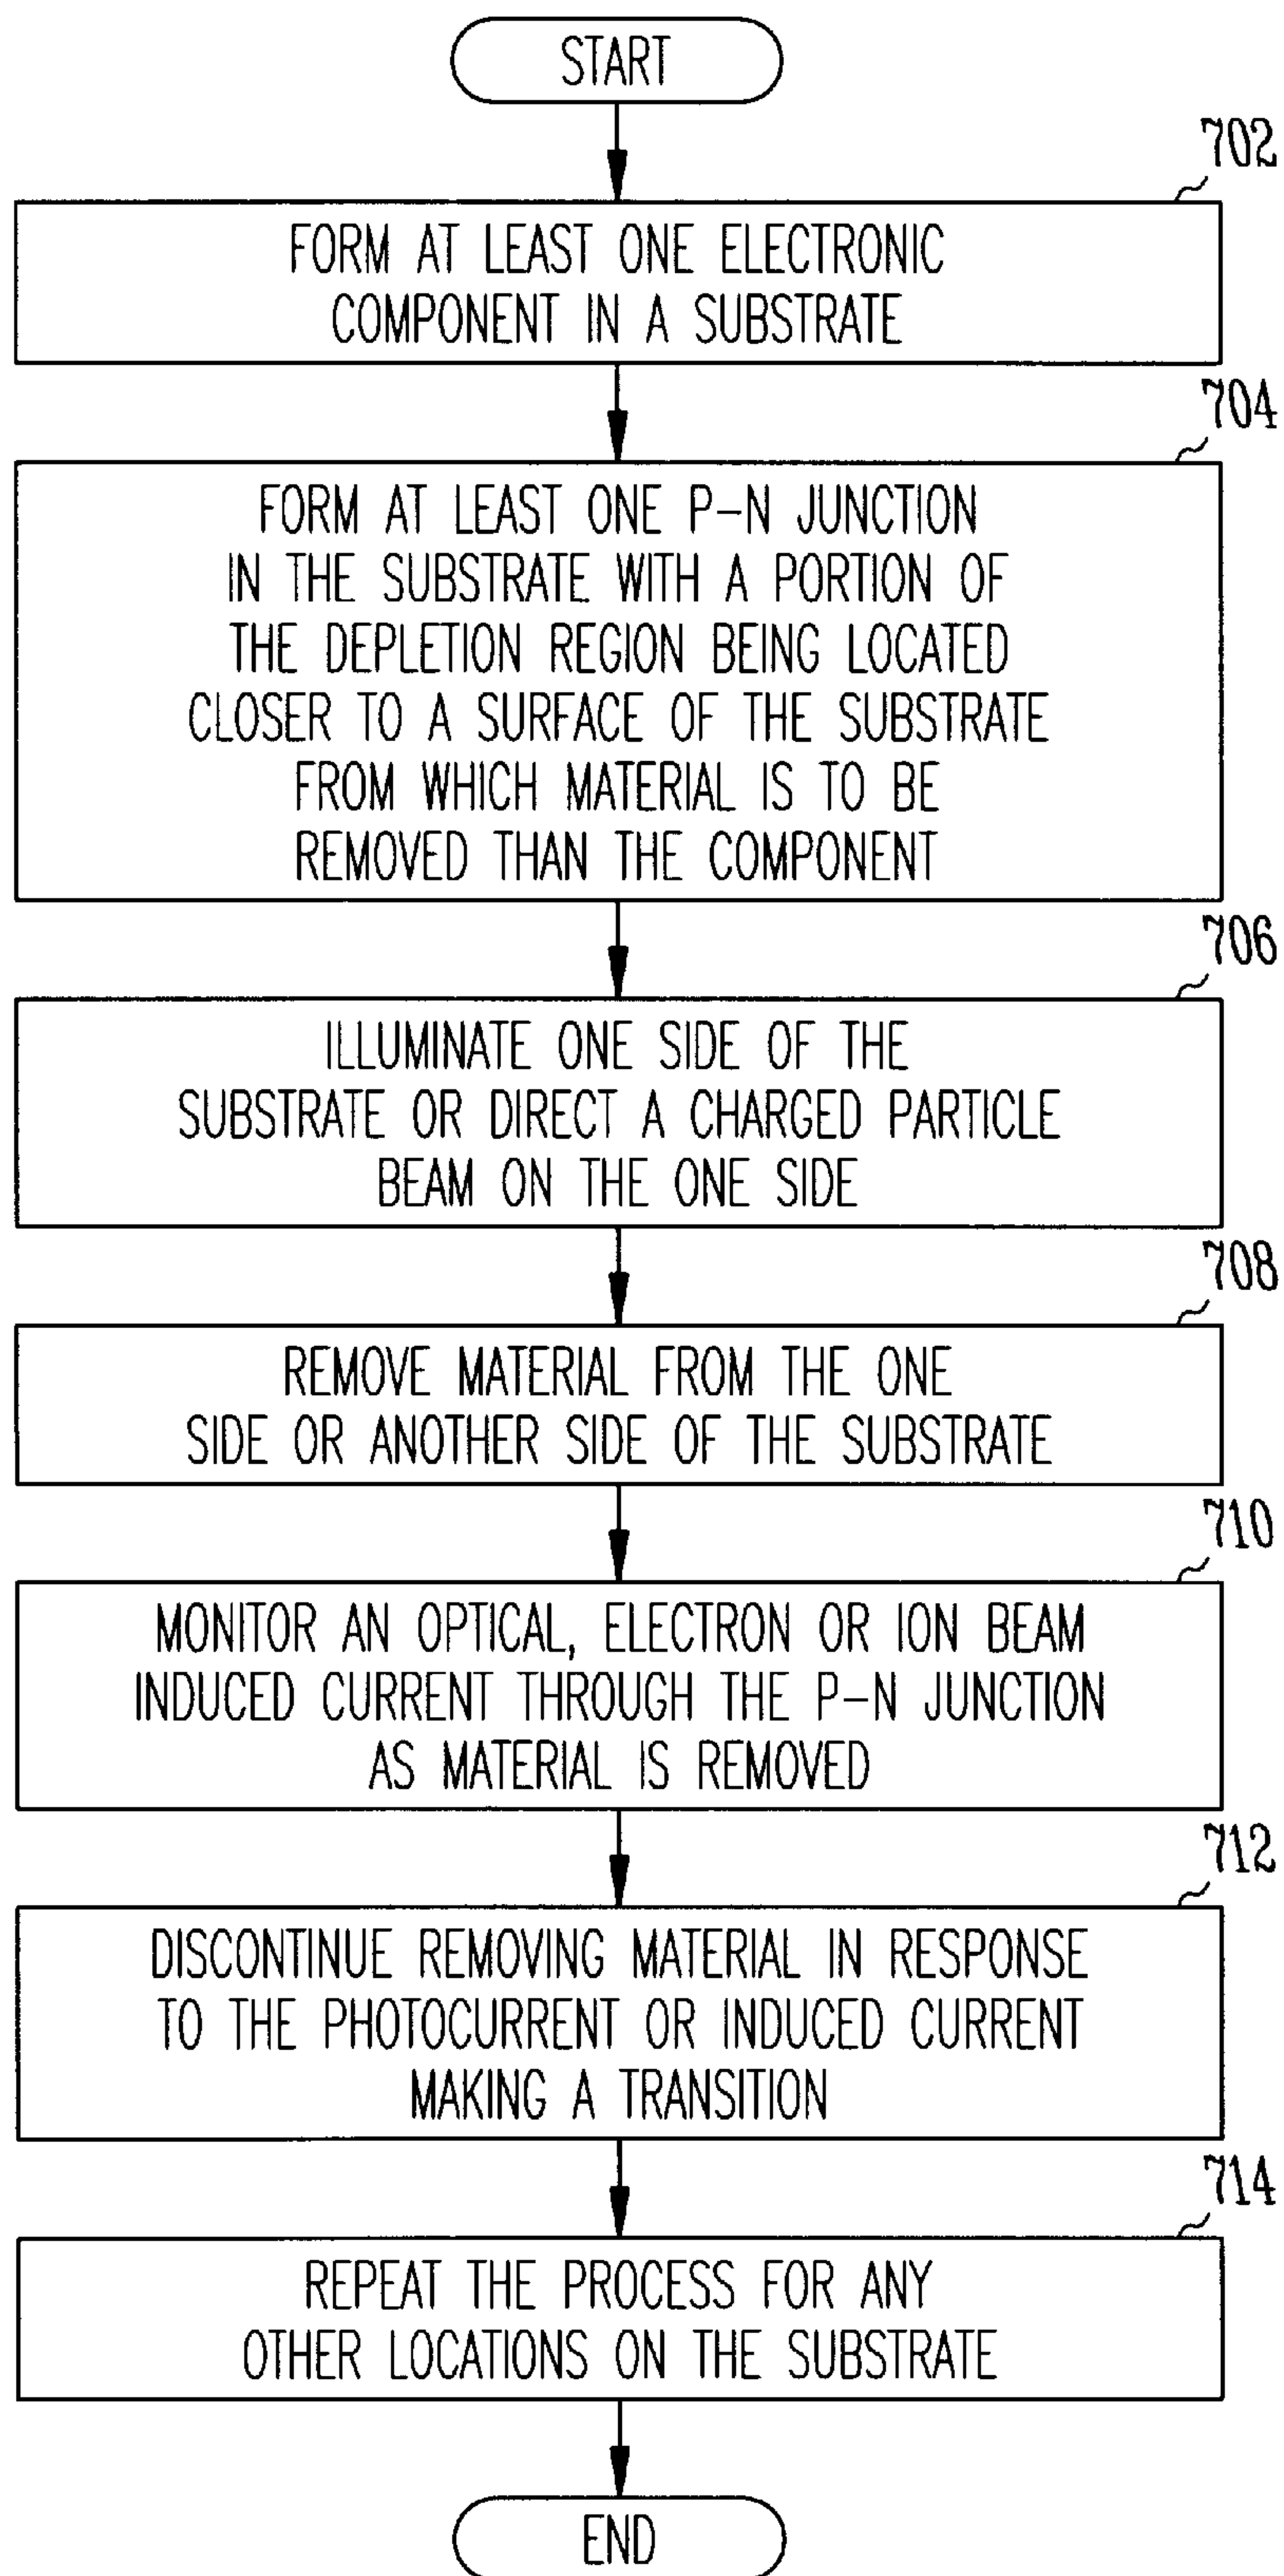 START
702
FORM AT LEAST ONE ELECTRONIC
COMPONENT IN A SUBSTRATE
704
FORM AT LEAST ONE P-N JUNCTION
IN THE SUBSTRATE WITH A PORTION OF
THE DEPLETION REGION BEING LOCATED
CLOSER TO A SURFACE OF THE SUBSTRATE
FROM WHICH MATERIAL IS TO BE
REMOVED THAN THE COMPONENT
706
ILLUMINATE ONE SIDE OF THE
SUBSTRATE OR DIRECT A CHARGED PARTICLE
BEAM ON THE ONE SIDE
708
REMOVE MATERIAL FROM THE ONE
SIDE OR ANOTHER SIDE OF THE SUBSTRATE
710
MONITOR AN OPTICAL, ELECTRON OR ION BEAM
INDUCED CURRENT THROUGH THE P-N JUNCTION
AS MATERIAL IS REMOVED
712
DISCONTINUE REMOVING MATERIAL IN RESPONSE
TO THE PHOTOCURRENT OR INDUCED CURRENT
MAKING A TRANSITION
714
REPEAT THE PROCESS FOR ANY
OTHER LOCATIONS ON THE SUBSTRATE
END